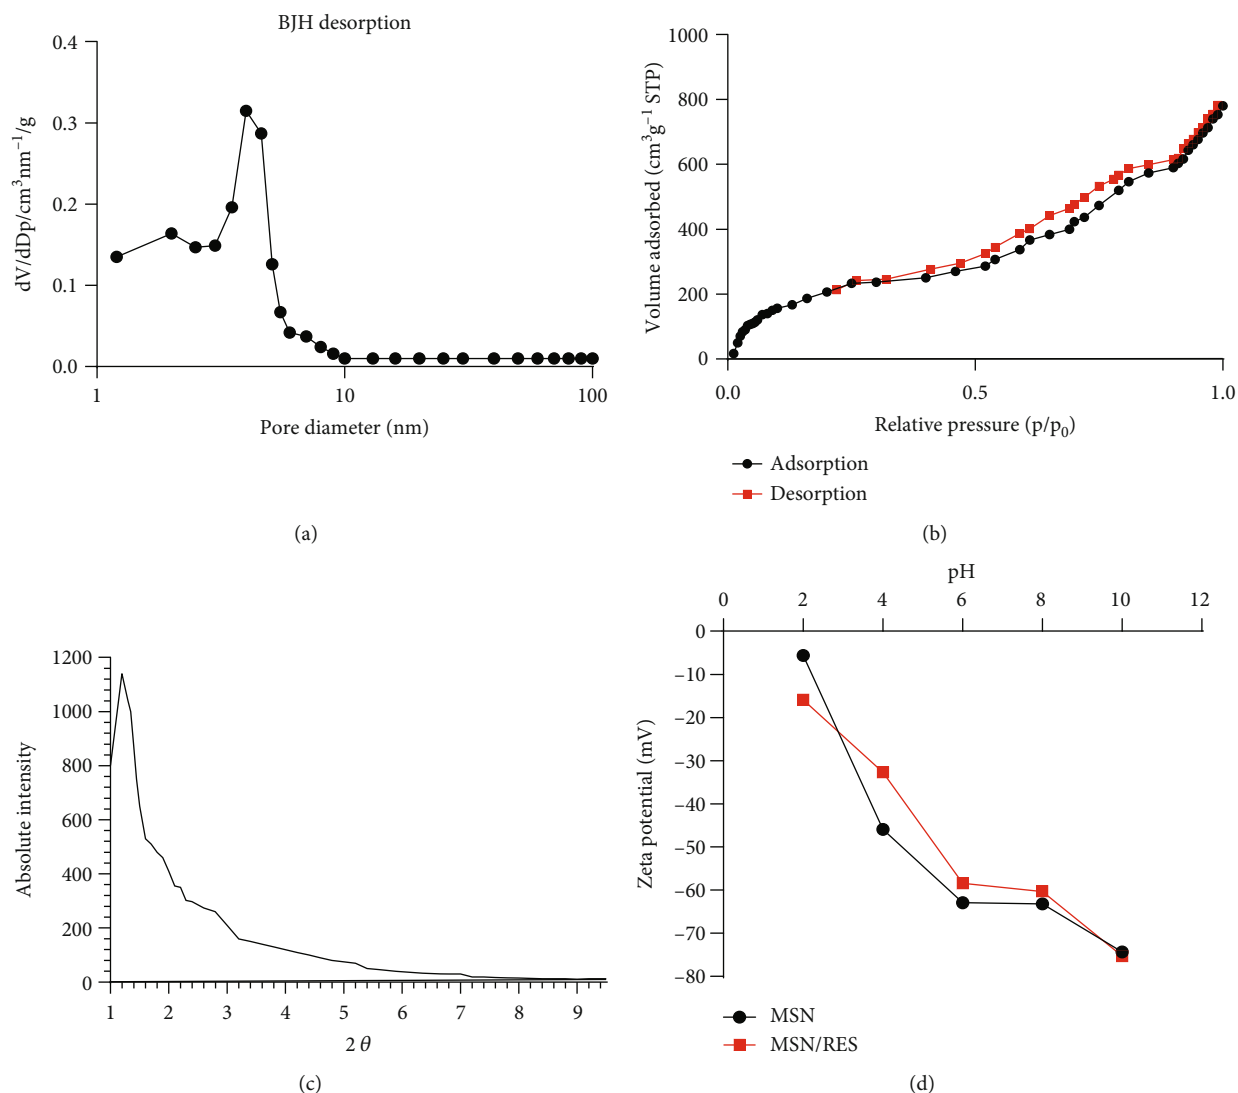 BJH desorption
0.4
0.3
0.2
0.1
0.0
1
10
100
dV/dDp/cm³nm⁻¹/g
Pore diameter (nm)
(a)
1000
800
600
400
200
0
0.0
0.5
1.0
Volume adsorbed (cm³g⁻¹ STP)
Relative pressure (p/p₀)
Adsorption
Desorption
(b)
1200
1000
800
600
400
200
0
1
2
3
4
5
6
7
8
9
Absolute intensity
2 θ
(c)
pH
0
2
4
6
8
10
12
0
−10
−20
−30
−40
−50
−60
−70
−80
Zeta potential (mV)
MSN
MSN/RES
(d)